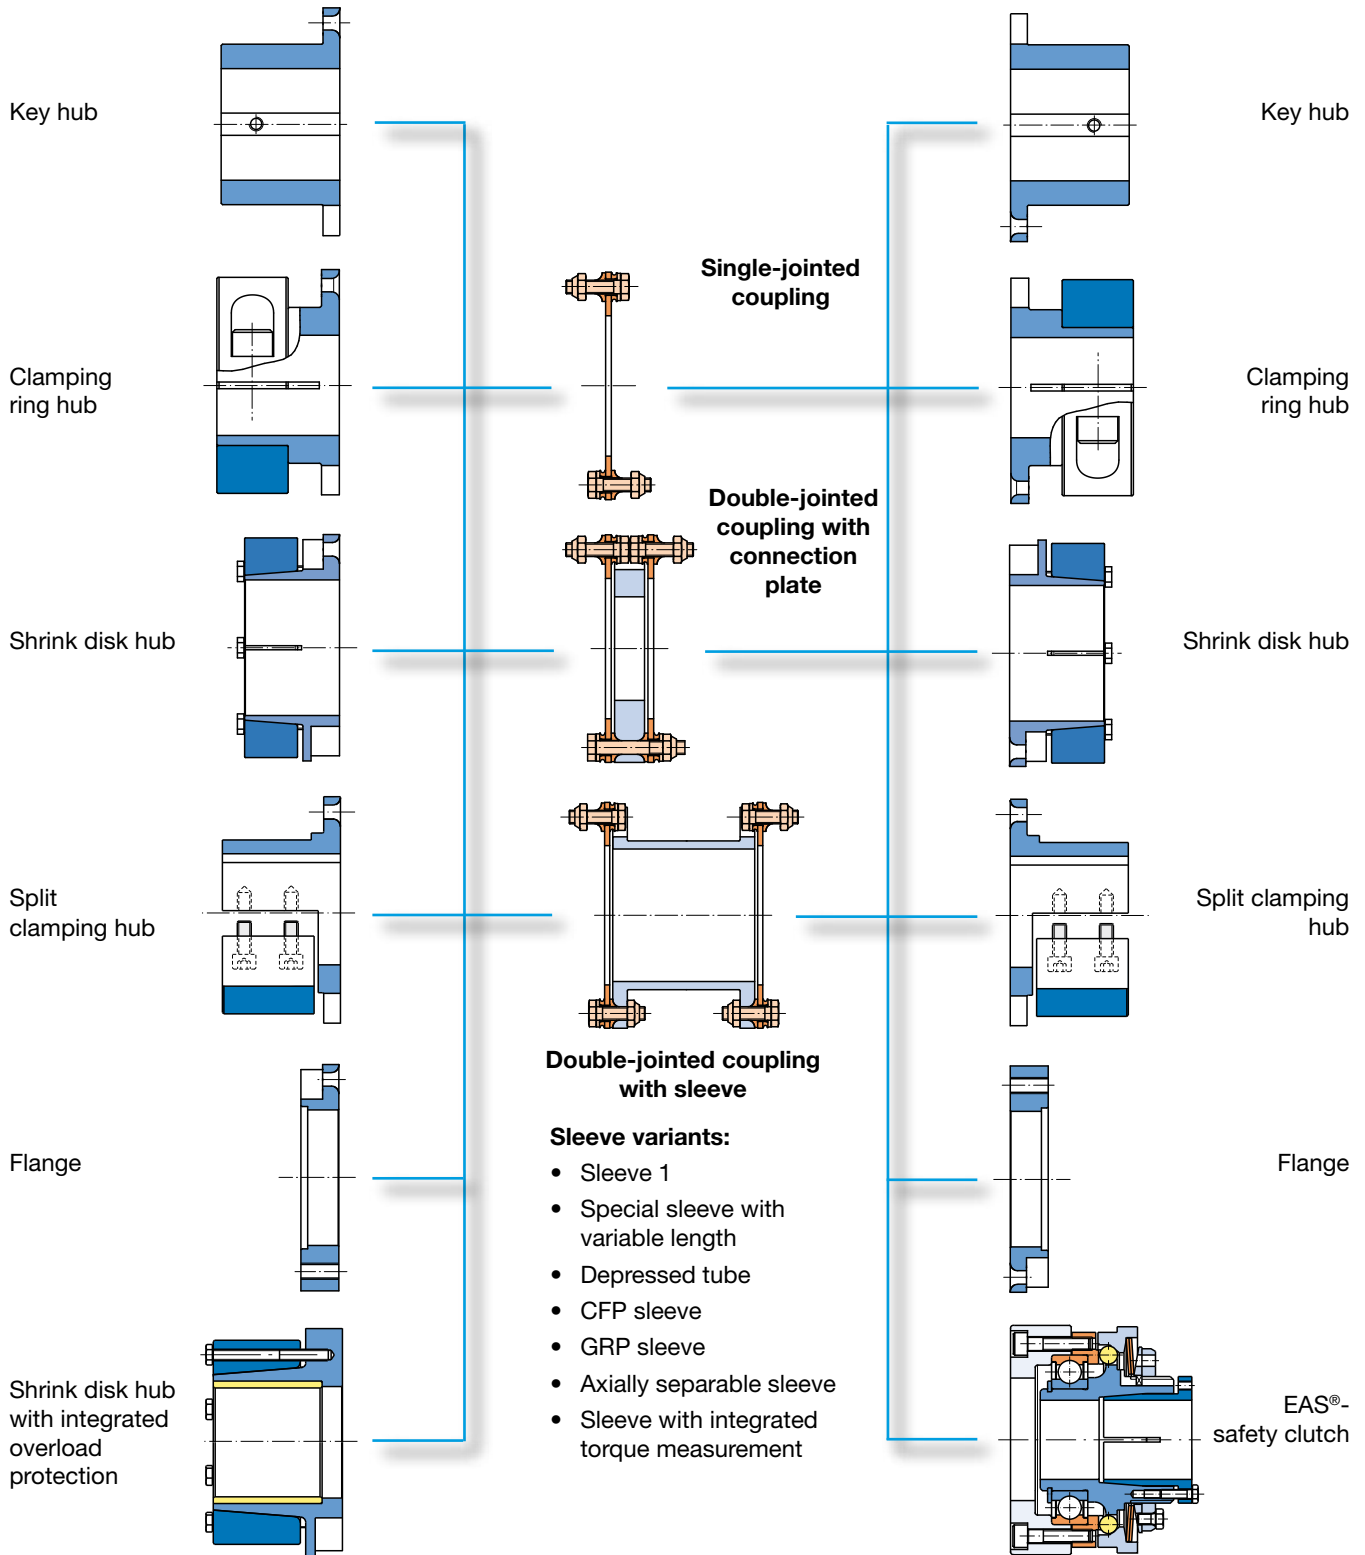 Key hub
Key hub
Single-jointed
coupling
Clamping
ring hub
Clamping
ring hub
Double-jointed
coupling with
connection
plate
Shrink disk hub
Shrink disk hub
Split
clamping hub
Split clamping
hub
Double-jointed coupling
with sleeve
Sleeve variants:
• Sleeve 1
• Special sleeve with
variable length
• Depressed tube
• CFP sleeve
• GRP sleeve
• Axially separable sleeve
• Sleeve with integrated
torque measurement
Flange
Flange
Shrink disk hub
with integrated
overload
protection
EAS®-
safety clutch